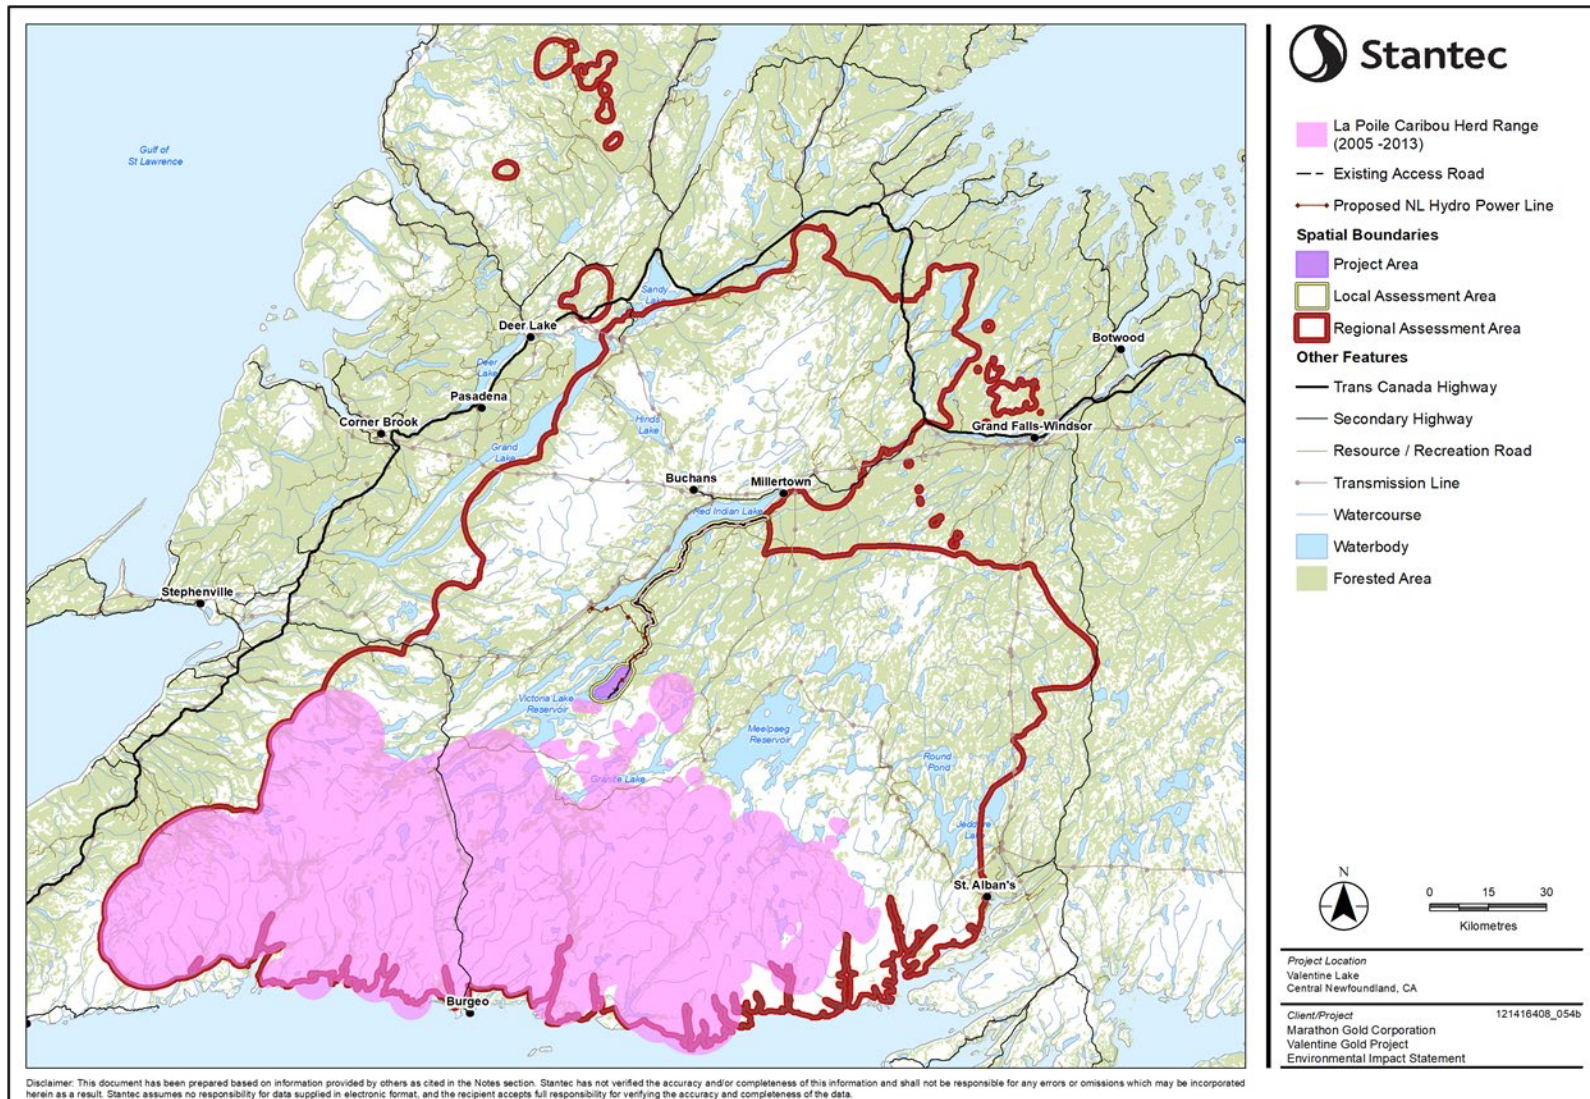 Stantec
La Poile Caribou Herd Range
(2005 -2013)
Existing Access Road
Proposed NL Hydro Power Line
Spatial Boundaries
Project Area
Local Assessment Area
Regional Assessment Area
Other Features
Trans Canada Highway
Secondary Highway
Resource / Recreation Road
Transmission Line
Watercourse
Waterbody
Forested Area
Gulf of
St Lawrence
Sandy
Lake
Deer Lake
Botwood
Deer
Lake
Pasadena
Corner Brook
Hinds
Lake
Grand Falls-Windsor
Grand
Lake
Buchans
Millertown
Red Indian Lake
Stephenville
Victoria Lake
Reservoir
Meelpaeg
Reservoir
Round
Pond
Granite Lake
Jeddore
Lake
St. Alban's
Burgeo
N
0 15 30
Kilometres
Project Location
Valentine Lake
Central Newfoundland, CA
Client/Project 121416408_054b
Marathon Gold Corporation
Valentine Gold Project
Environmental Impact Statement
Disclaimer: This document has been prepared based on information provided by others as cited in the Notes section. Stantec has not verified the accuracy and/or completeness of this information and shall not be responsible for any errors or omissions which may be incorporated
herein as a result. Stantec assumes no responsibility for data supplied in electronic format, and the recipient accepts full responsibility for verifying the accuracy and completeness of the data.